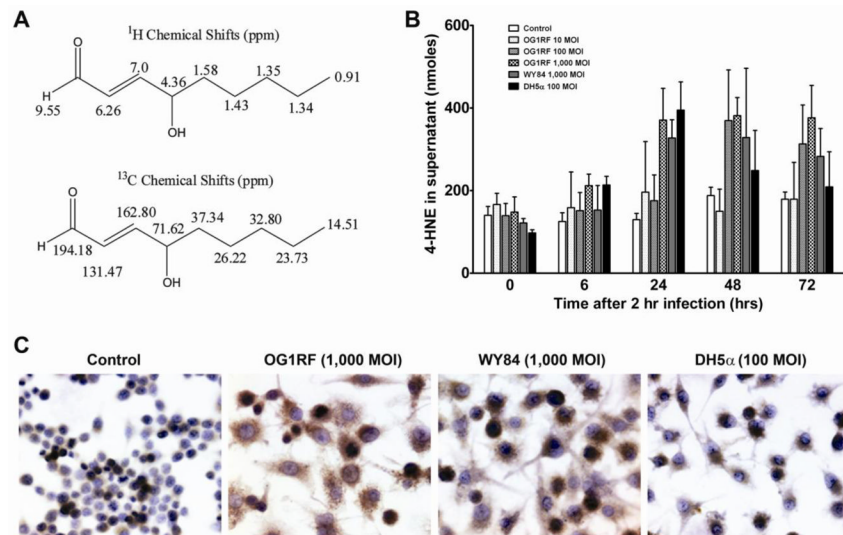 A
¹H Chemical Shifts (ppm)
O
7.0
1.58
1.35
0.91
4.36
H
9.55
6.26
1.43
1.34
OH
¹³C Chemical Shifts (ppm)
O
162.80
37.34
32.80
14.51
71.62
H
194.18
26.22
23.73
131.47
OH
B
600
400
200
0
4-HNE in supernatant (nmoles)
Control
OG1RF 10 MOI
OG1RF 100 MOI
OG1RF 1,000 MOI
WY84 1,000 MOI
DH5α 100 MOI
0 6 24 48 72
Time after 2 hr infection (hrs)
C
Control
OG1RF (1,000 MOI)
WY84 (1,000 MOI)
DH5α (100 MOI)